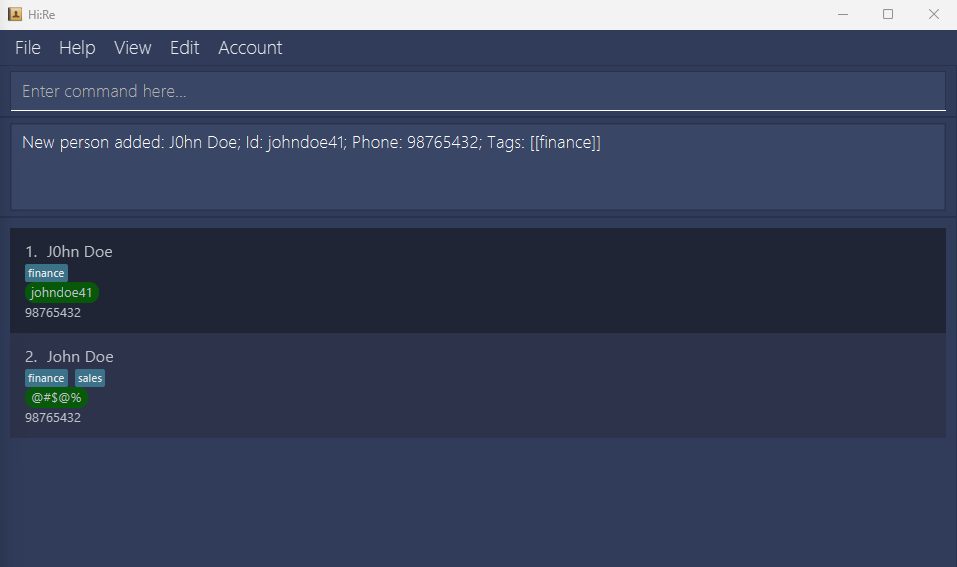 Hi:Re
File Help View Edit Account
Enter command here...
New person added: J0hn Doe; Id: johndoe41; Phone: 98765432; Tags: [[finance]]
1. J0hn Doe
finance
johndoe41
98765432
2. John Doe
finance sales
@#$@%
98765432